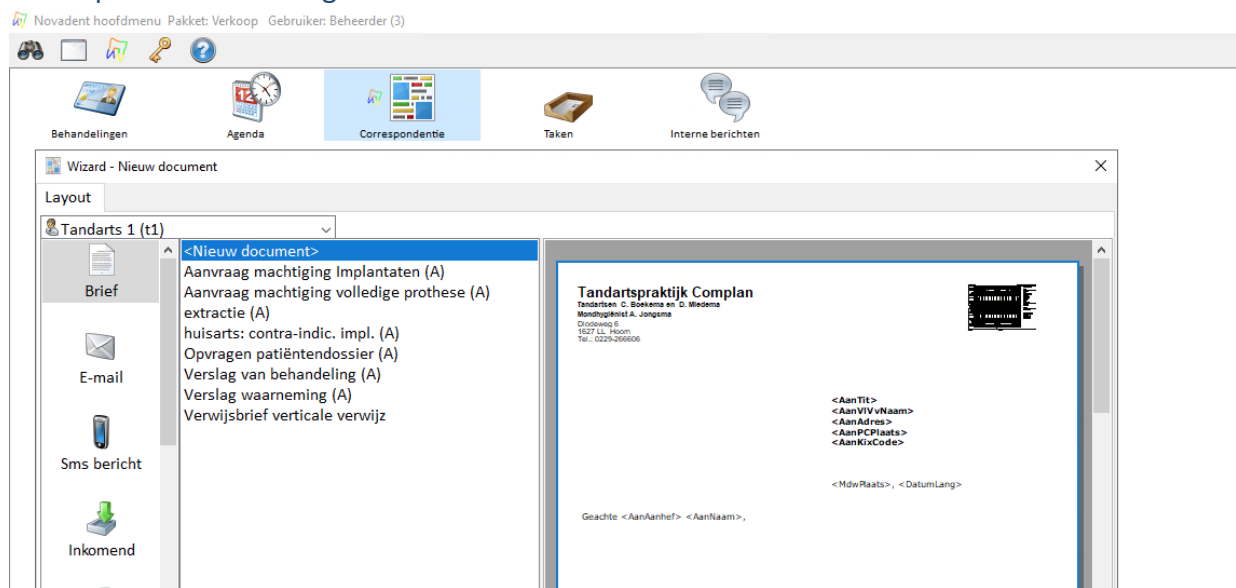 Novadent hoofdmenu Pakket: Verkoop Gebruiker: Beheerder (3)
Behandelingen
Agenda
Correspondentie
Taken
Interne berichten
Wizard - Nieuw document
Layout
Tandarts 1 (t1)
Brief
E-mail
Sms bericht
Inkomend
<Nieuw document>
Aanvraag machtiging Implantaten (A)
Aanvraag machtiging volledige prothese (A)
extractie (A)
huisarts: contra-indic. impl. (A)
Opvragen patiëntendossier (A)
Verslag van behandeling (A)
Verslag waarneming (A)
Verwijsbrief verticale verwijz
Tandartspraktijk Complan
Tandartsen C. Boekema en D. Miedema
Mondhygiënist A. Jongsma
Diodeweg 6
1627 LL Hoorn
Tel.: 0229-266606
<AanTit>
<AanVlVvNaam>
<AanAdres>
<AanPCPlaats>
<AanKixCode>
<MdwPlaats>, <DatumLang>
Geachte <AanAanhef> <AanNaam>,